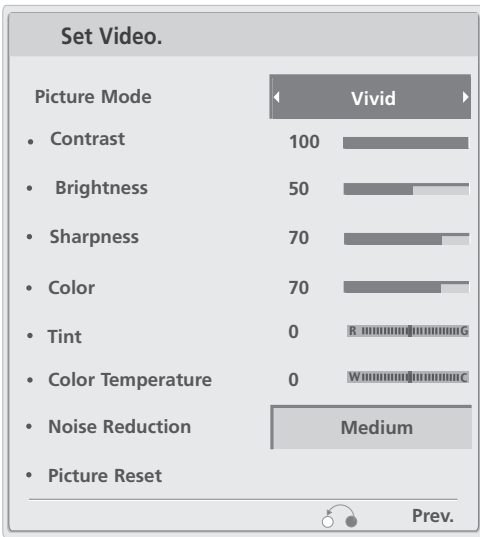 Set Video.
Picture Mode Vivid
• Contrast 100
• Brightness 50
• Sharpness 70
• Color 70
• Tint 0 R G
• Color Temperature 0 W C
• Noise Reduction Medium
• Picture Reset
Prev.